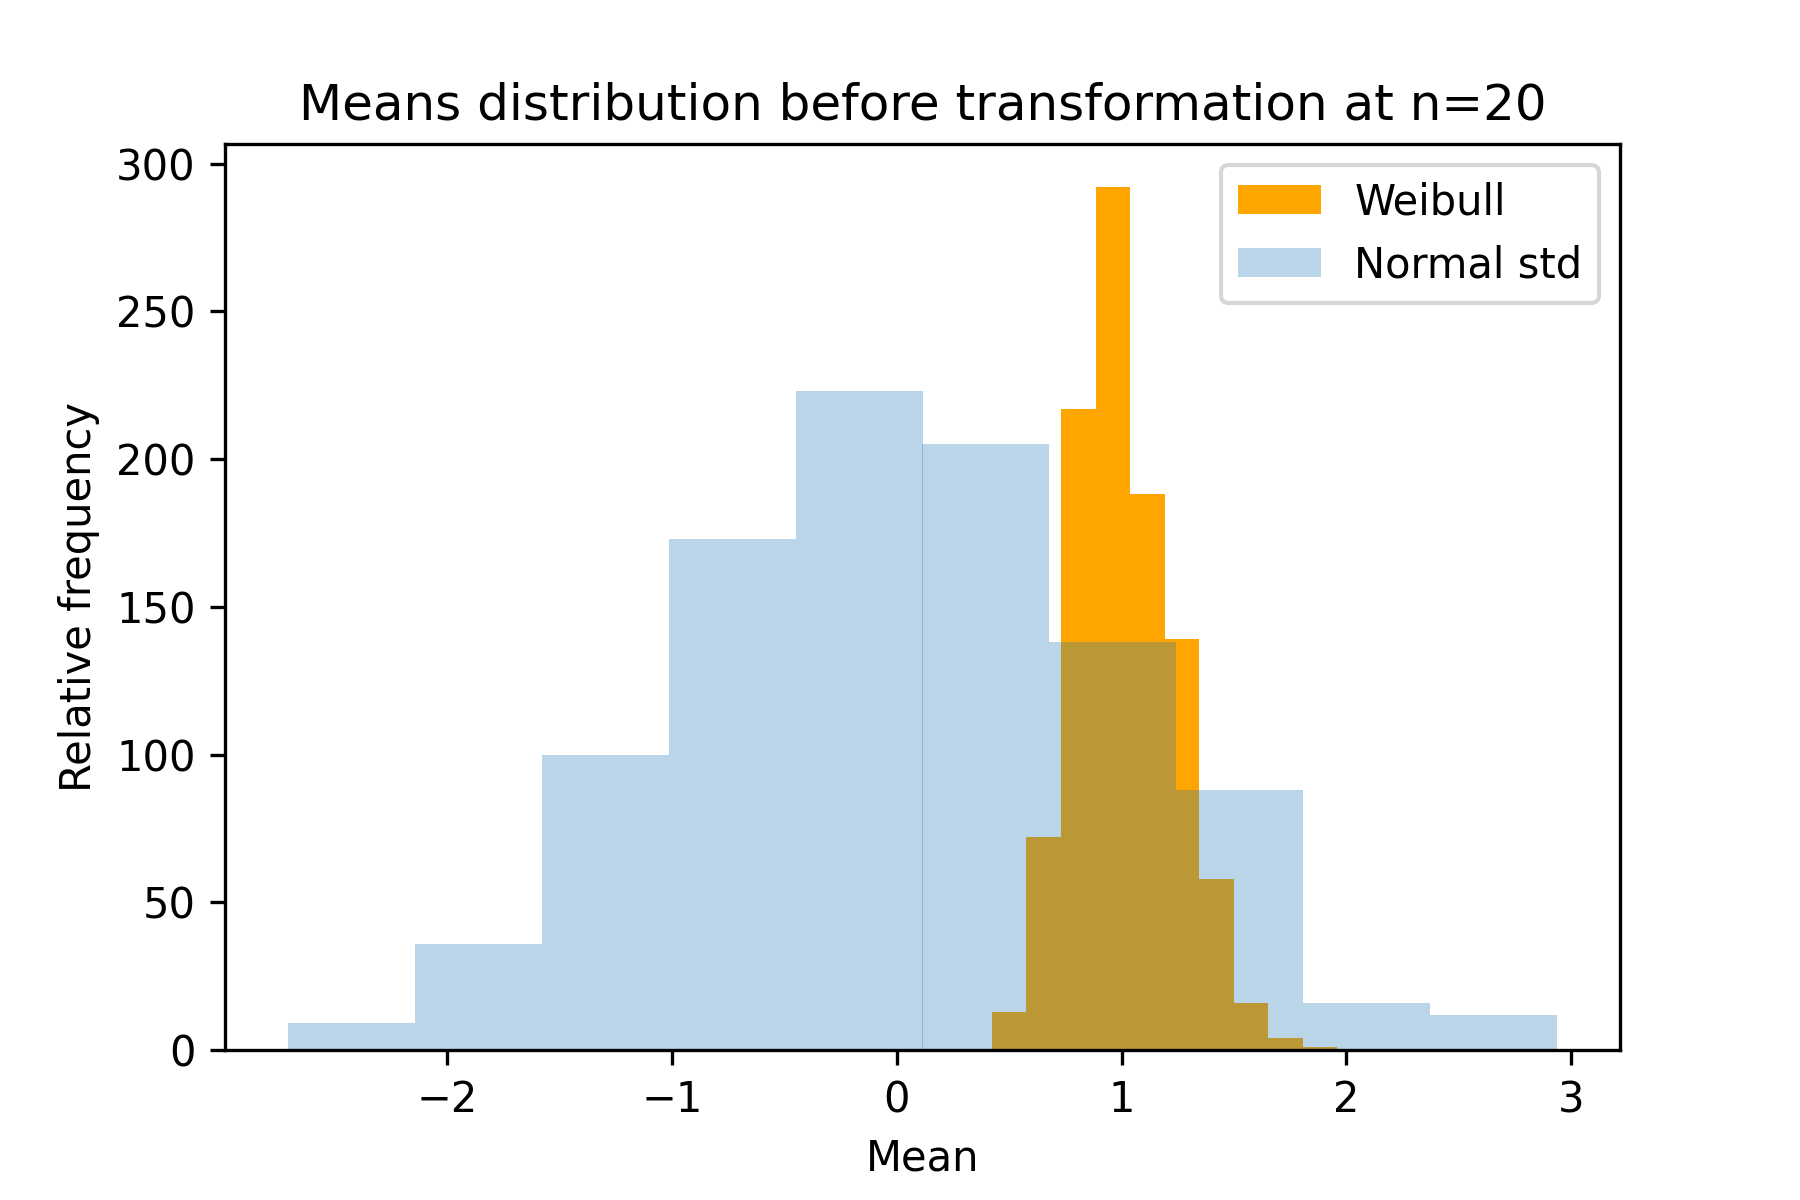 Means distribution before transformation at n=20
Weibull
Normal std
Relative frequency
300
250
200
150
100
50
0
−2
−1
0
1
2
3
Mean